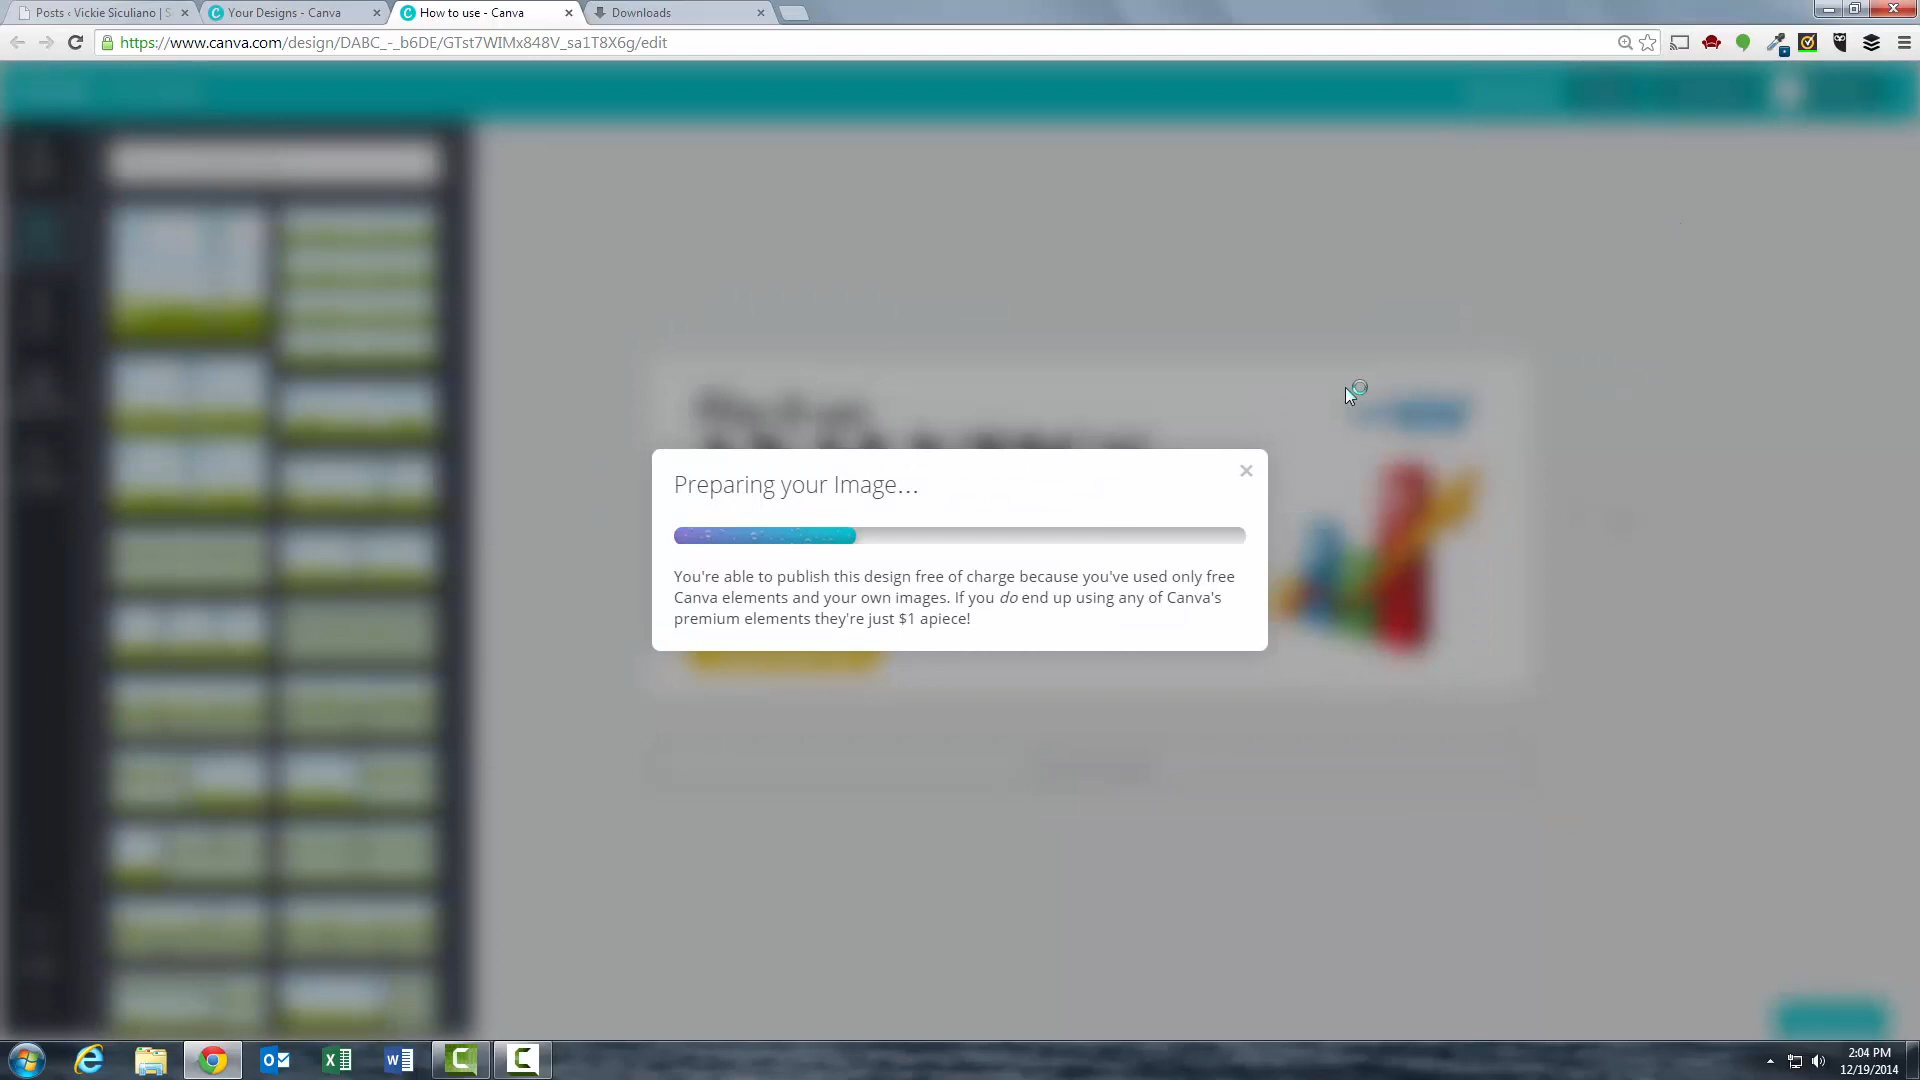 Posts ‹ Vickie Siculiano | S
Your Designs - Canva
How to use - Canva
Downloads
https://www.canva.com/design/DABC_-_b6DE/GTst7WIMx848V_sa1T8X6g/edit
Preparing your Image...
You're able to publish this design free of charge because you've used only free
Canva elements and your own images. If you do end up using any of Canva's
premium elements they're just $1 apiece!
2:04 PM
12/19/2014